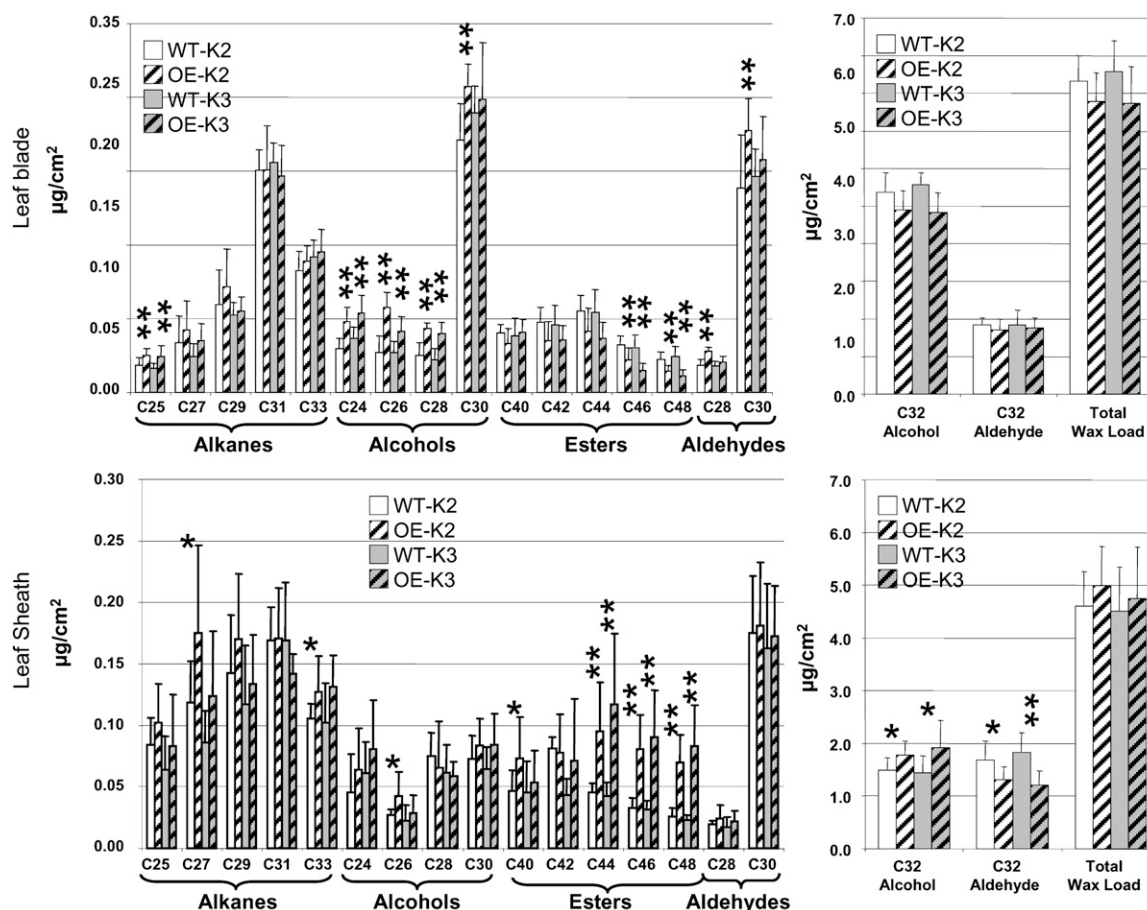 Leaf blade
µg/cm2
0.35
0.25
0.25
0.20
0.15
0.10
0.05
0.00
WT-K2
OE-K2
WT-K3
OE-K3
** ** ** ** ** ** ** ** ** ** ** ** ** ** **
C25 C27 C29 C31 C33 C24 C26 C28 C30 C40 C42 C44 C46 C48 C28 C30
Alkanes Alcohols Esters Aldehydes
µg/cm2
7.0
6.0
5.0
4.0
3.0
2.0
1.0
0.0
WT-K2
OE-K2
WT-K3
OE-K3
C32 C32 Total
Alcohol Aldehyde Wax Load
Leaf Sheath
µg/cm2
0.30
0.25
0.20
0.15
0.10
0.05
0.00
WT-K2
OE-K2
WT-K3
OE-K3
* * * * ** ** ** ** ** **
C25 C27 C29 C31 C33 C24 C26 C28 C30 C40 C42 C44 C46 C48 C28 C30
Alkanes Alcohols Esters Aldehydes
µg/cm2
7.0
6.0
5.0
4.0
3.0
2.0
1.0
0.0
WT-K2
OE-K2
WT-K3
OE-K3
* * * **
C32 C32 Total
Alcohol Aldehyde Wax Load